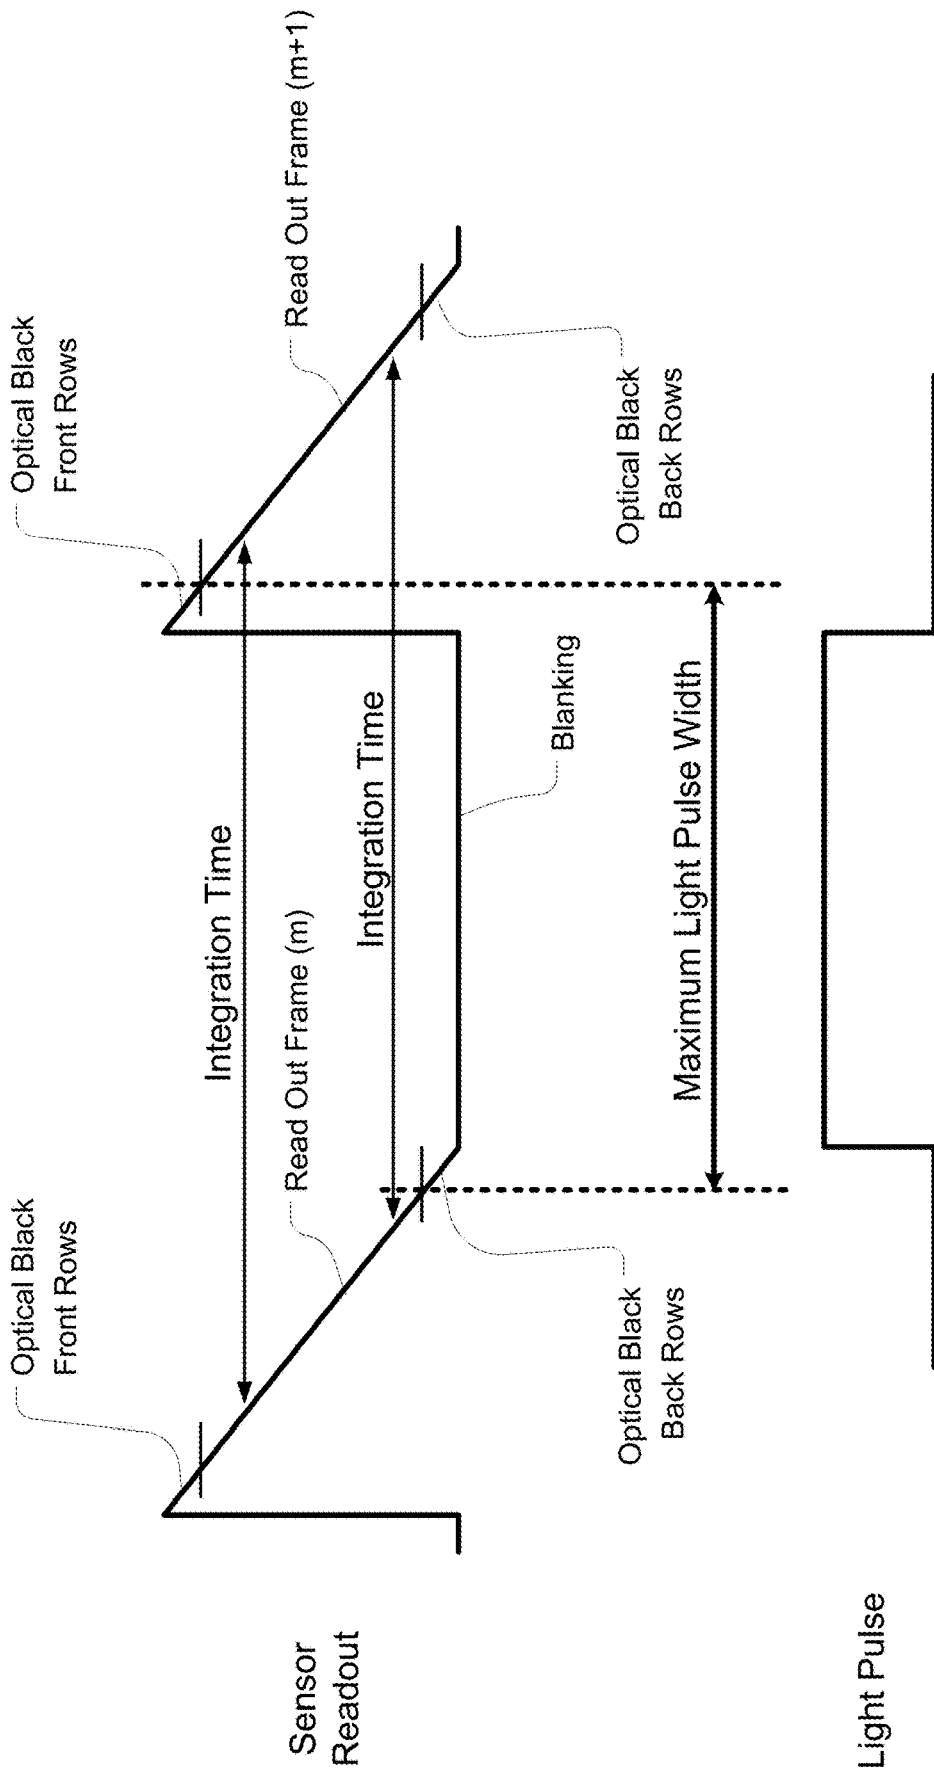 Optical Black
Front Rows
Optical Black
Front Rows
Integration Time
Read Out Frame (m)
Read Out Frame (m+1)
Integration Time
Sensor
Readout
Blanking
Optical Black
Back Rows
Optical Black
Back Rows
Maximum Light Pulse Width
Light Pulse